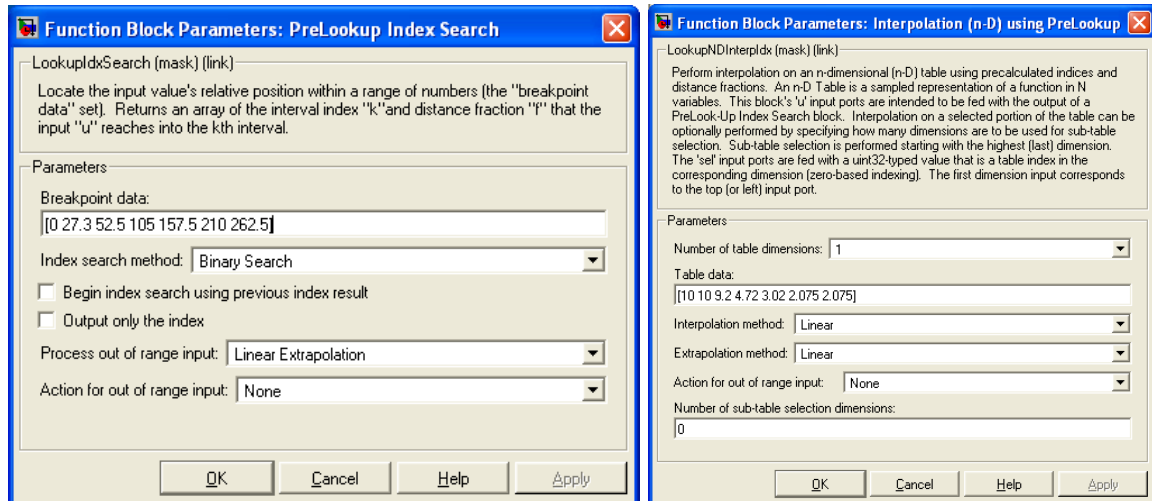 Function Block Parameters: PreLookup Index Search
LookupIdxSearch (mask) (link)
Locate the input value's relative position within a range of numbers (the "breakpoint
data" set). Returns an array of the interval index "k"and distance fraction "f" that the
input "u" reaches into the kth interval.
Parameters
Breakpoint data:
[0 27.3 52.5 105 157.5 210 262.5]
Index search method: Binary Search
Begin index search using previous index result
Output only the index
Process out of range input: Linear Extrapolation
Action for out of range input: None
OK Cancel Help Apply
Function Block Parameters: Interpolation (n-D) using PreLookup
LookupNDInterpIdx (mask) (link)
Perform interpolation on an n-dimensional (n-D) table using precalculated indices and
distance fractions. An n-D Table is a sampled representation of a function in N
variables. This block's 'u' input ports are intended to be fed with the output of a
PreLook-Up Index Search block. Interpolation on a selected portion of the table can be
optionally performed by specifying how many dimensions are to be used for sub-table
selection. Sub-table selection is performed starting with the highest (last) dimension.
The 'sel' input ports are fed with a uint32-typed value that is a table index in the
corresponding dimension (zero-based indexing). The first dimension input corresponds
to the top (or left) input port.
Parameters
Number of table dimensions: 1
Table data:
[10 10 9.2 4.72 3.02 2.075 2.075]
Interpolation method: Linear
Extrapolation method: Linear
Action for out of range input: None
Number of sub-table selection dimensions:
0
OK Cancel Help Apply